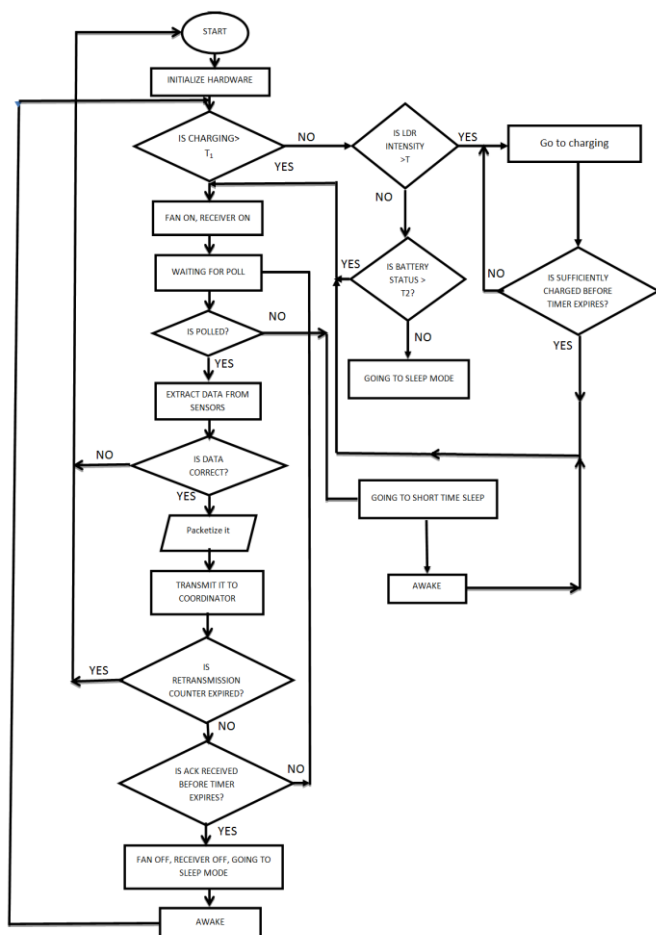 START
INITIALIZE HARDWARE
IS CHARGING>
T1
NO
IS LDR
INTENSITY
>T
YES
Go to charging
YES
NO
FAN ON, RECEIVER ON
WAITING FOR POLL
YES
IS BATTERY
STATUS >
T2?
NO
IS SUFFICIENTLY
CHARGED BEFORE
TIMER EXPIRES?
IS POLLED?
NO
NO
YES
YES
GOING TO SLEEP MODE
EXTRACT DATA FROM
SENSORS
NO
IS DATA
CORRECT?
YES
GOING TO SHORT TIME SLEEP
Packetize it
TRANSMIT IT TO
COORDINATOR
AWAKE
YES
IS
RETRANSMISSION
COUNTER EXPIRED?
NO
IS ACK RECEIVED
BEFORE TIMER
EXPIRES?
NO
YES
FAN OFF, RECEIVER OFF, GOING TO
SLEEP MODE
AWAKE